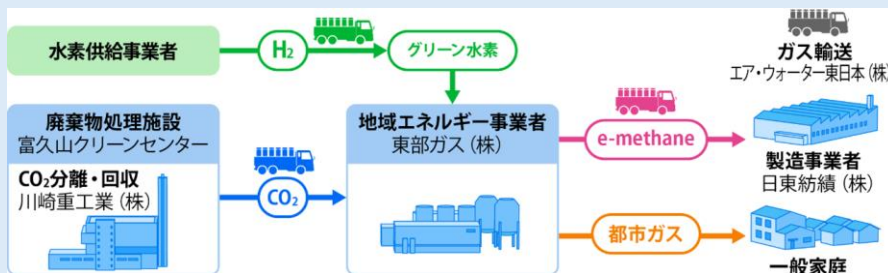 水素供給事業者
H₂
グリーン水素
ガス輸送
エア・ウォーター東日本(株)
廃棄物処理施設
富久山クリーンセンター
CO₂分離・回収
川崎重工業(株)
CO₂
地域エネルギー事業者
東部ガス(株)
e-methane
製造事業者
日東紡績(株)
都市ガス
一般家庭